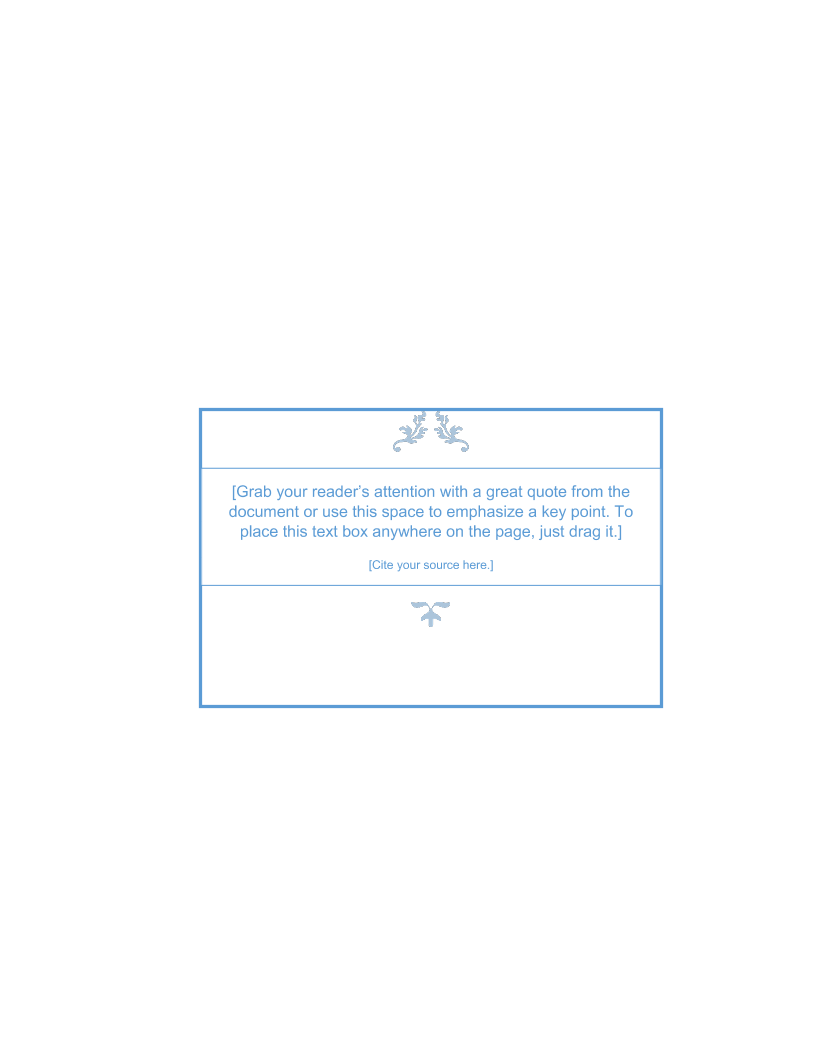 [Grab your reader’s attention with a great quote from the
document or use this space to emphasize a key point. To
place this text box anywhere on the page, just drag it.]
[Cite your source here.]